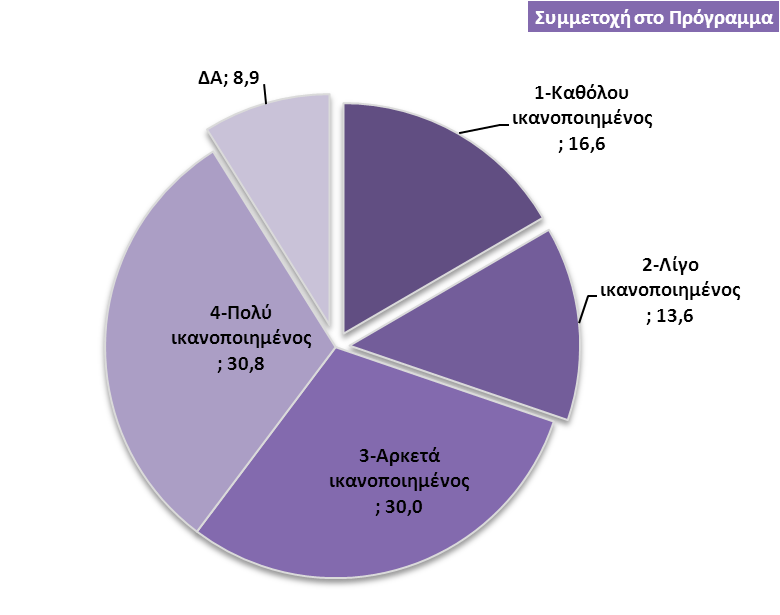 Συμμετοχή στο Πρόγραμμα
ΔΑ; 8,9
1-Καθόλου
ικανοποιημένος
; 16,6
2-Λίγο
ικανοποιημένος
; 13,6
4-Πολύ
ικανοποιημένος
; 30,8
3-Αρκετά
ικανοποιημένος
; 30,0